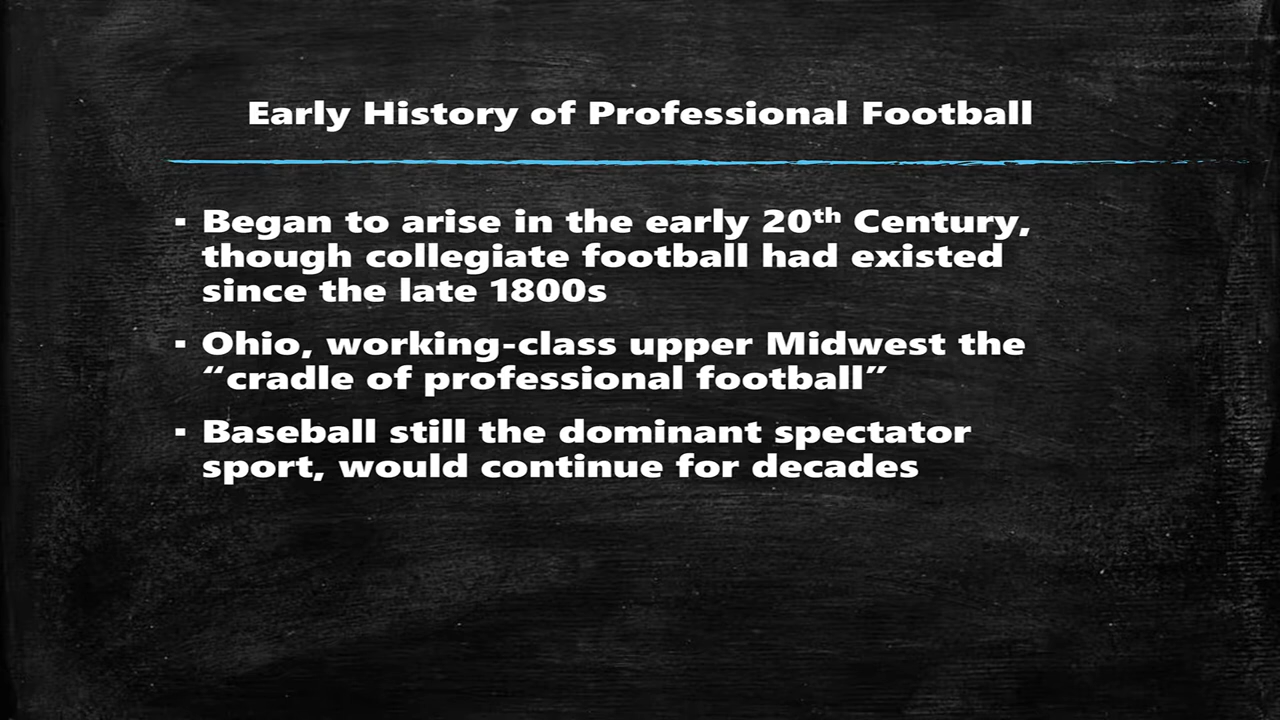 Early History of Professional Football
▪ Began to arise in the early 20th Century,
though collegiate football had existed
since the late 1800s
▪ Ohio, working-class upper Midwest the
“cradle of professional football”
▪ Baseball still the dominant spectator
sport, would continue for decades